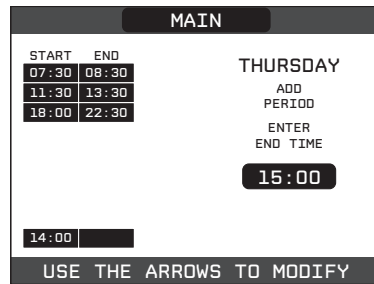 MAIN
START END
07:30 08:30
11:30 13:30
18:00 22:30
14:00
THURSDAY
ADD
PERIOD
ENTER
END TIME
15:00
USE THE ARROWS TO MODIFY